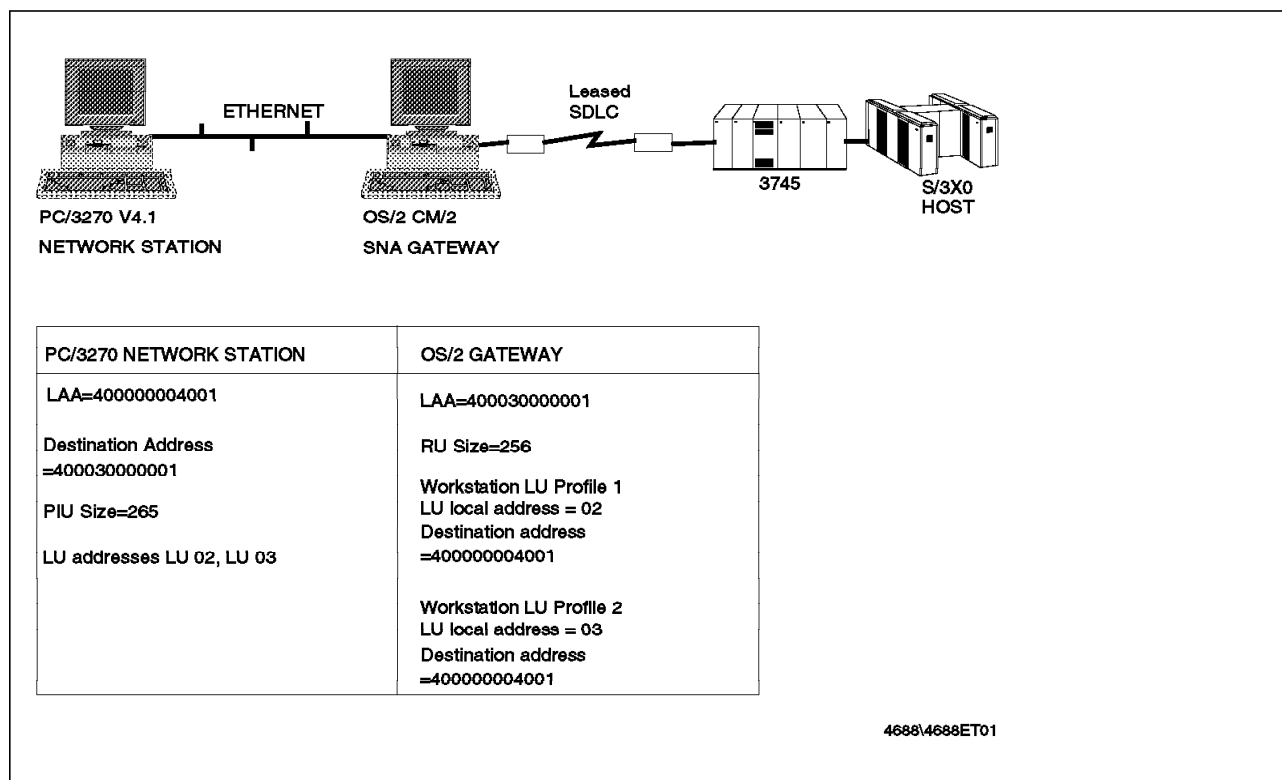 ETHERNET
Leased
SDLC
3745
S/3X0
HOST
PC/3270 V4.1
NETWORK STATION
OS/2 CM/2
SNA GATEWAY
PC/3270 NETWORK STATION
OS/2 GATEWAY
LAA=400000004001
Destination Address
=400030000001
PIU Size=265
LU addresses LU 02, LU 03
LAA=400030000001
RU Size=256
Workstation LU Profile 1
LU local address = 02
Destination address
=400000004001
Workstation LU Profile 2
LU local address = 03
Destination address
=400000004001
4688\4688ET01